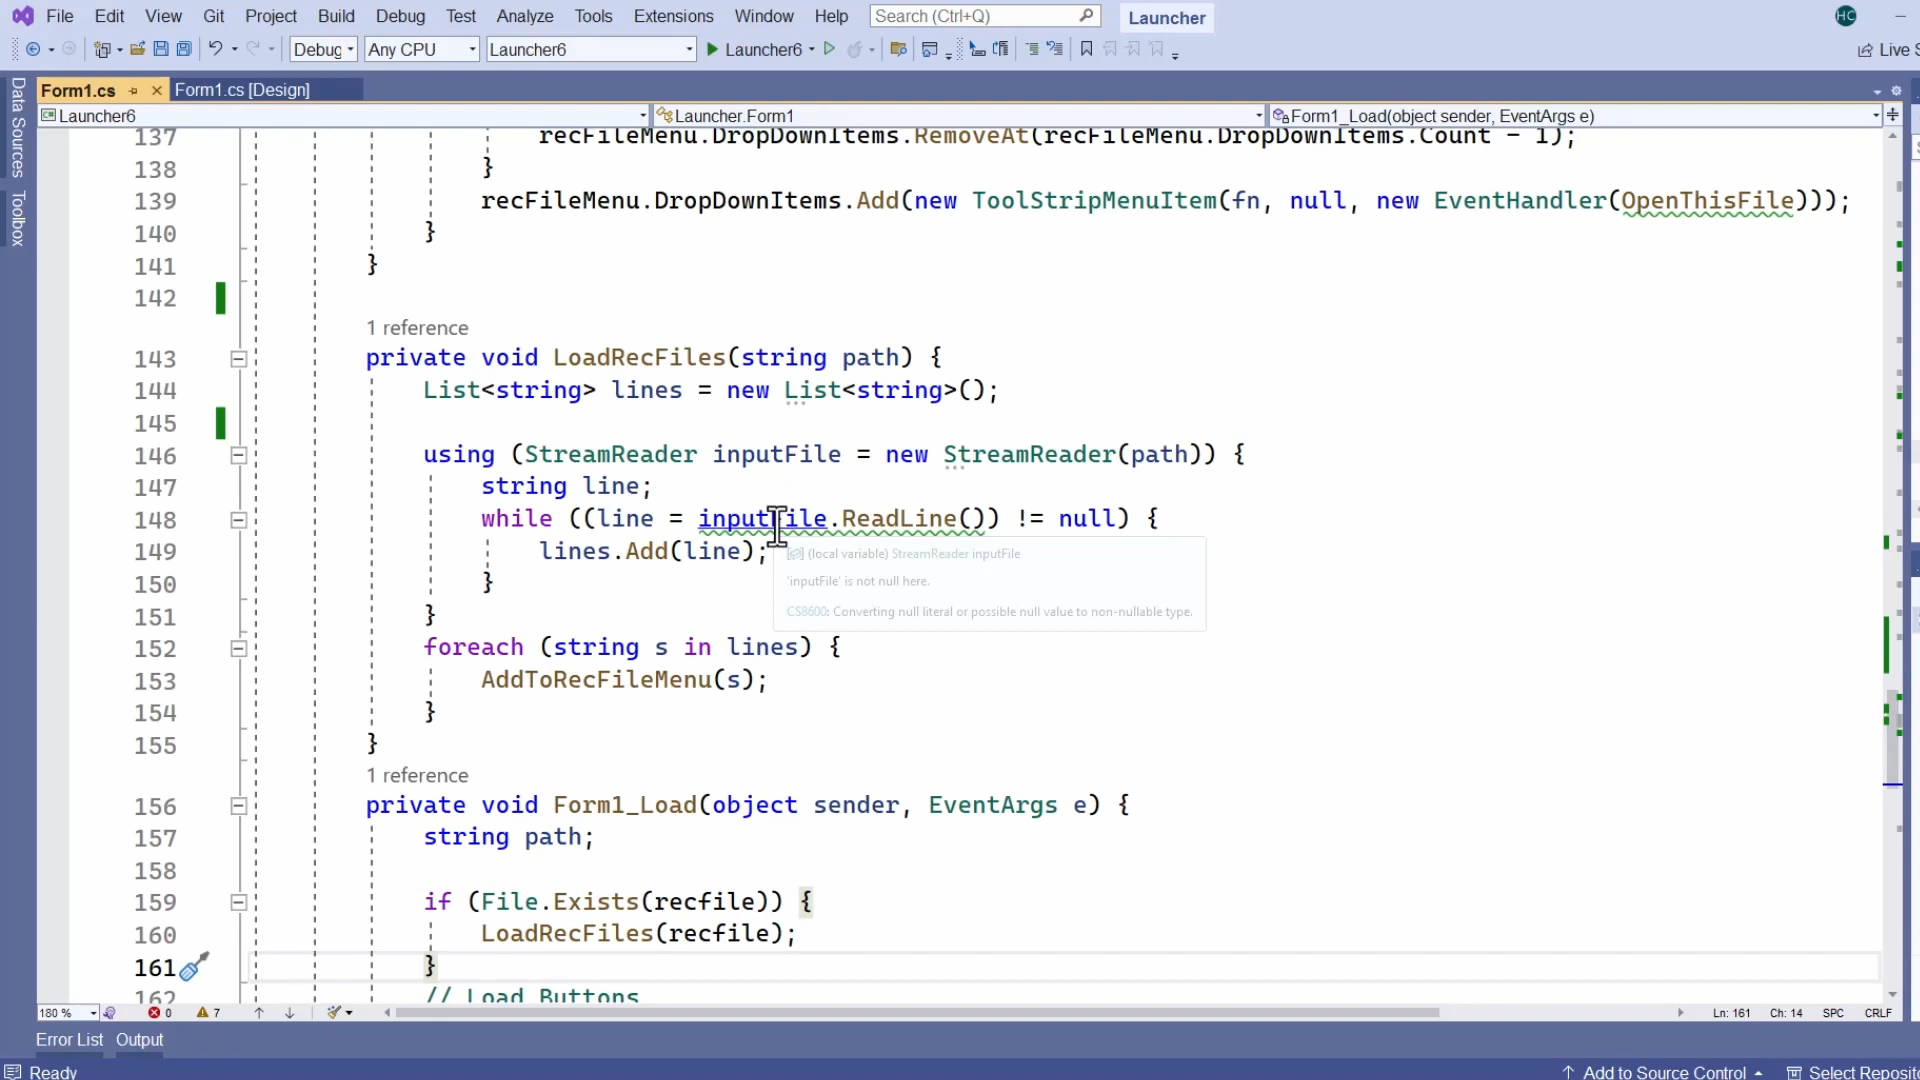 File Edit View Git Project Build Debug Test Analyze Tools Extensions Window Help Search (Ctrl+Q) Launcher HC
Debug Any CPU Launcher6 Launcher6 Live S
Form1.cs Form1.cs [Design]
Launcher6 Launcher.Form1 Form1_Load(object sender, EventArgs e)
Data Sources
Toolbox
137 recFileMenu.DropDownItems.RemoveAt(recFileMenu.DropDownItems.Count - 1);
138 }
139 recFileMenu.DropDownItems.Add(new ToolStripMenuItem(fn, null, new EventHandler(OpenThisFile)));
140 }
141 }
142
1 reference
143 private void LoadRecFiles(string path) {
144 List<string> lines = new List<string>();
145
146 using (StreamReader inputFile = new StreamReader(path)) {
147 string line;
148 while ((line = inputFile.ReadLine()) != null) {
149 lines.Add(line);
(local variable) StreamReader inputFile
'inputFile' is not null here.
CS8600: Converting null literal or possible null value to non-nullable type.
150 }
151 }
152 foreach (string s in lines) {
153 AddToRecFileMenu(s);
154 }
155 }
1 reference
156 private void Form1_Load(object sender, EventArgs e) {
157 string path;
158
159 if (File.Exists(recfile)) {
160 LoadRecFiles(recfile);
161 }
162 // Load Buttons
180 % 0 7 Ln: 161 Ch: 14 SPC CRLF
Error List Output
Ready Add to Source Control Select Reposito